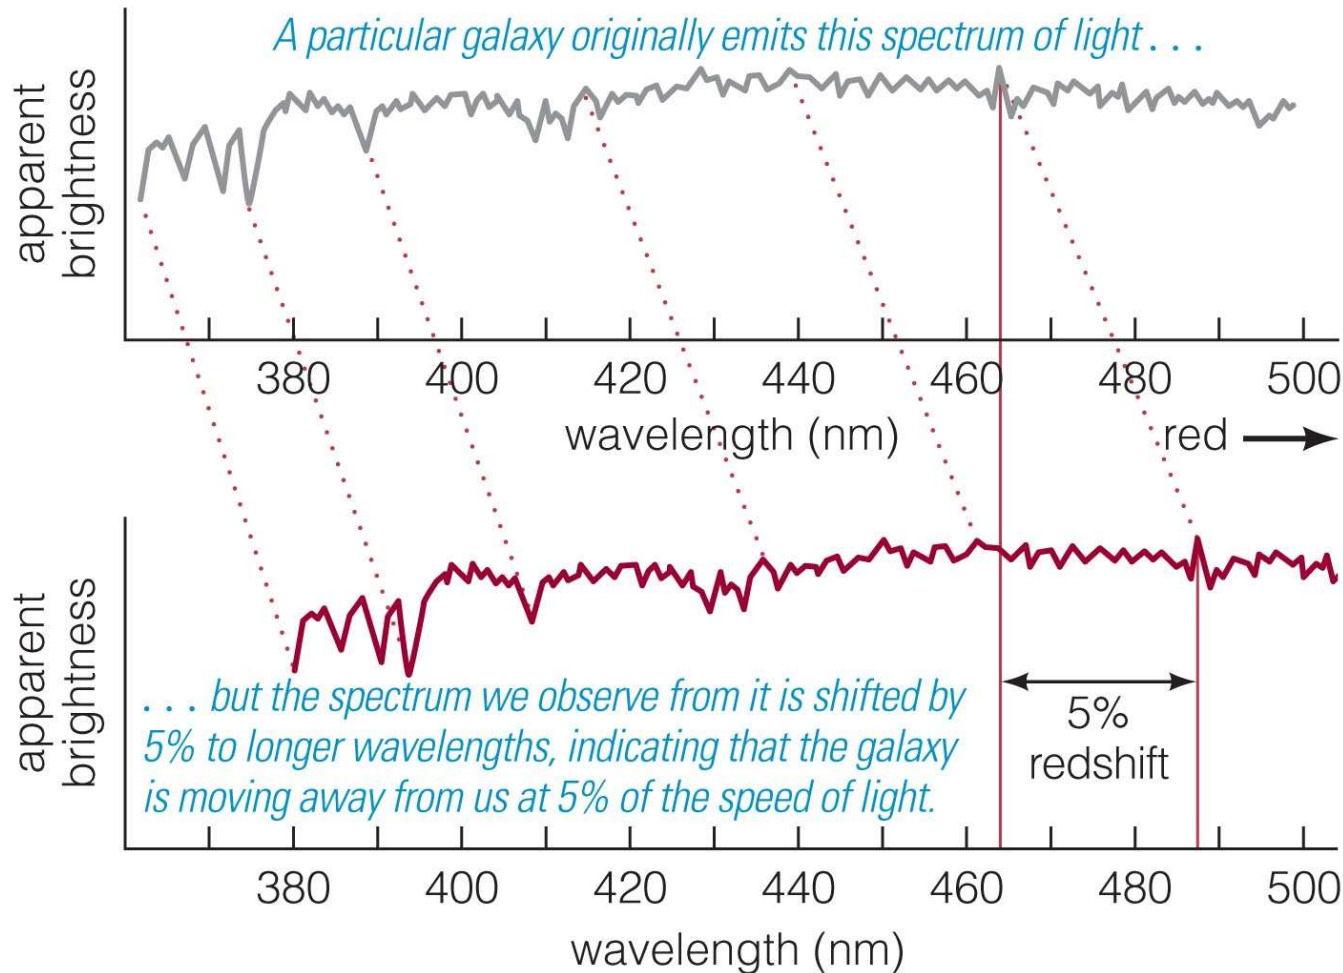 A particular galaxy originally emits this spectrum of light . . .
apparent
brightness
380 400 420 440 460 480 500
wavelength (nm)
red
apparent
brightness
. . . but the spectrum we observe from it is shifted by
5% to longer wavelengths, indicating that the galaxy
is moving away from us at 5% of the speed of light.
5%
redshift
380 400 420 440 460 480 500
wavelength (nm)